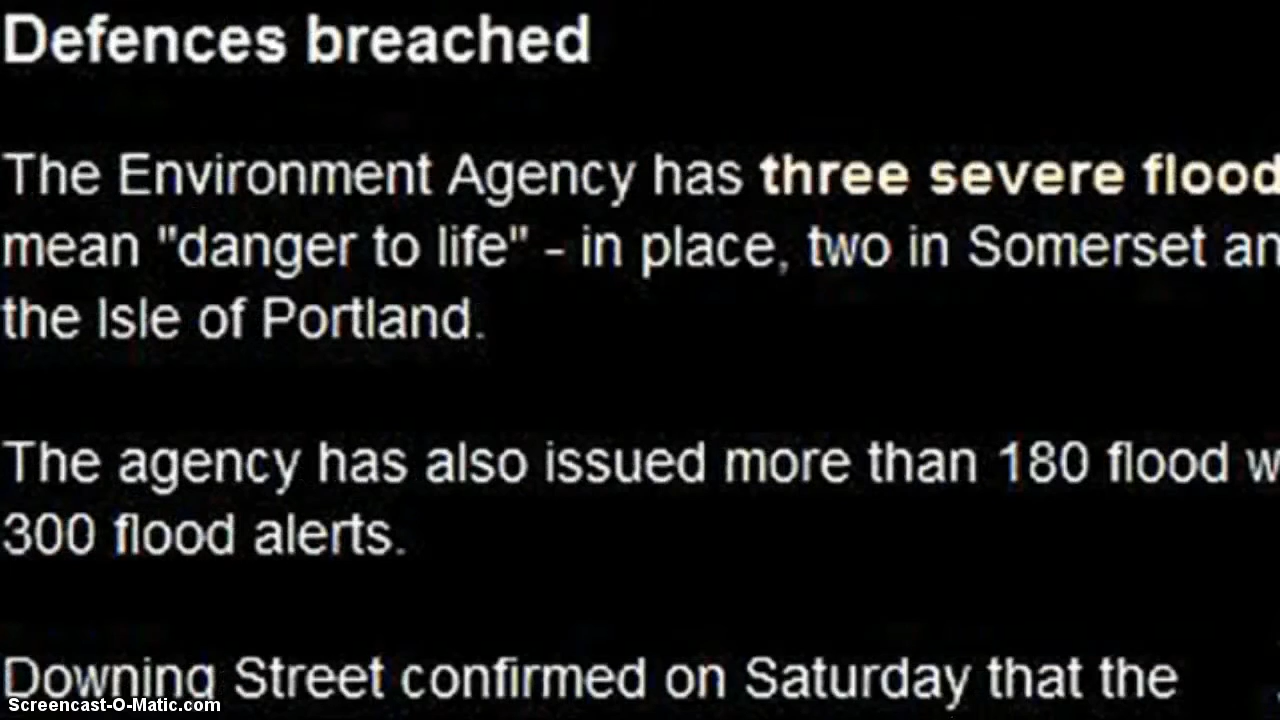 Defences breached
The Environment Agency has three severe flood
mean "danger to life" - in place, two in Somerset an
the Isle of Portland.
The agency has also issued more than 180 flood w
300 flood alerts.
Downing Street confirmed on Saturday that the
Screencast-O-Matic.com